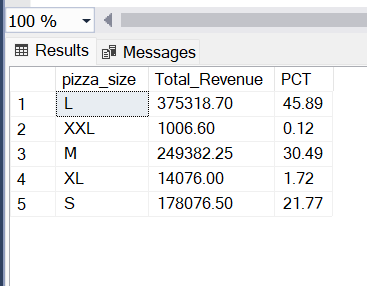 100 %
Results Messages
pizza_size Total_Revenue PCT
1 L 375318.70 45.89
2 XXL 1006.60 0.12
3 M 249382.25 30.49
4 XL 14076.00 1.72
5 S 178076.50 21.77